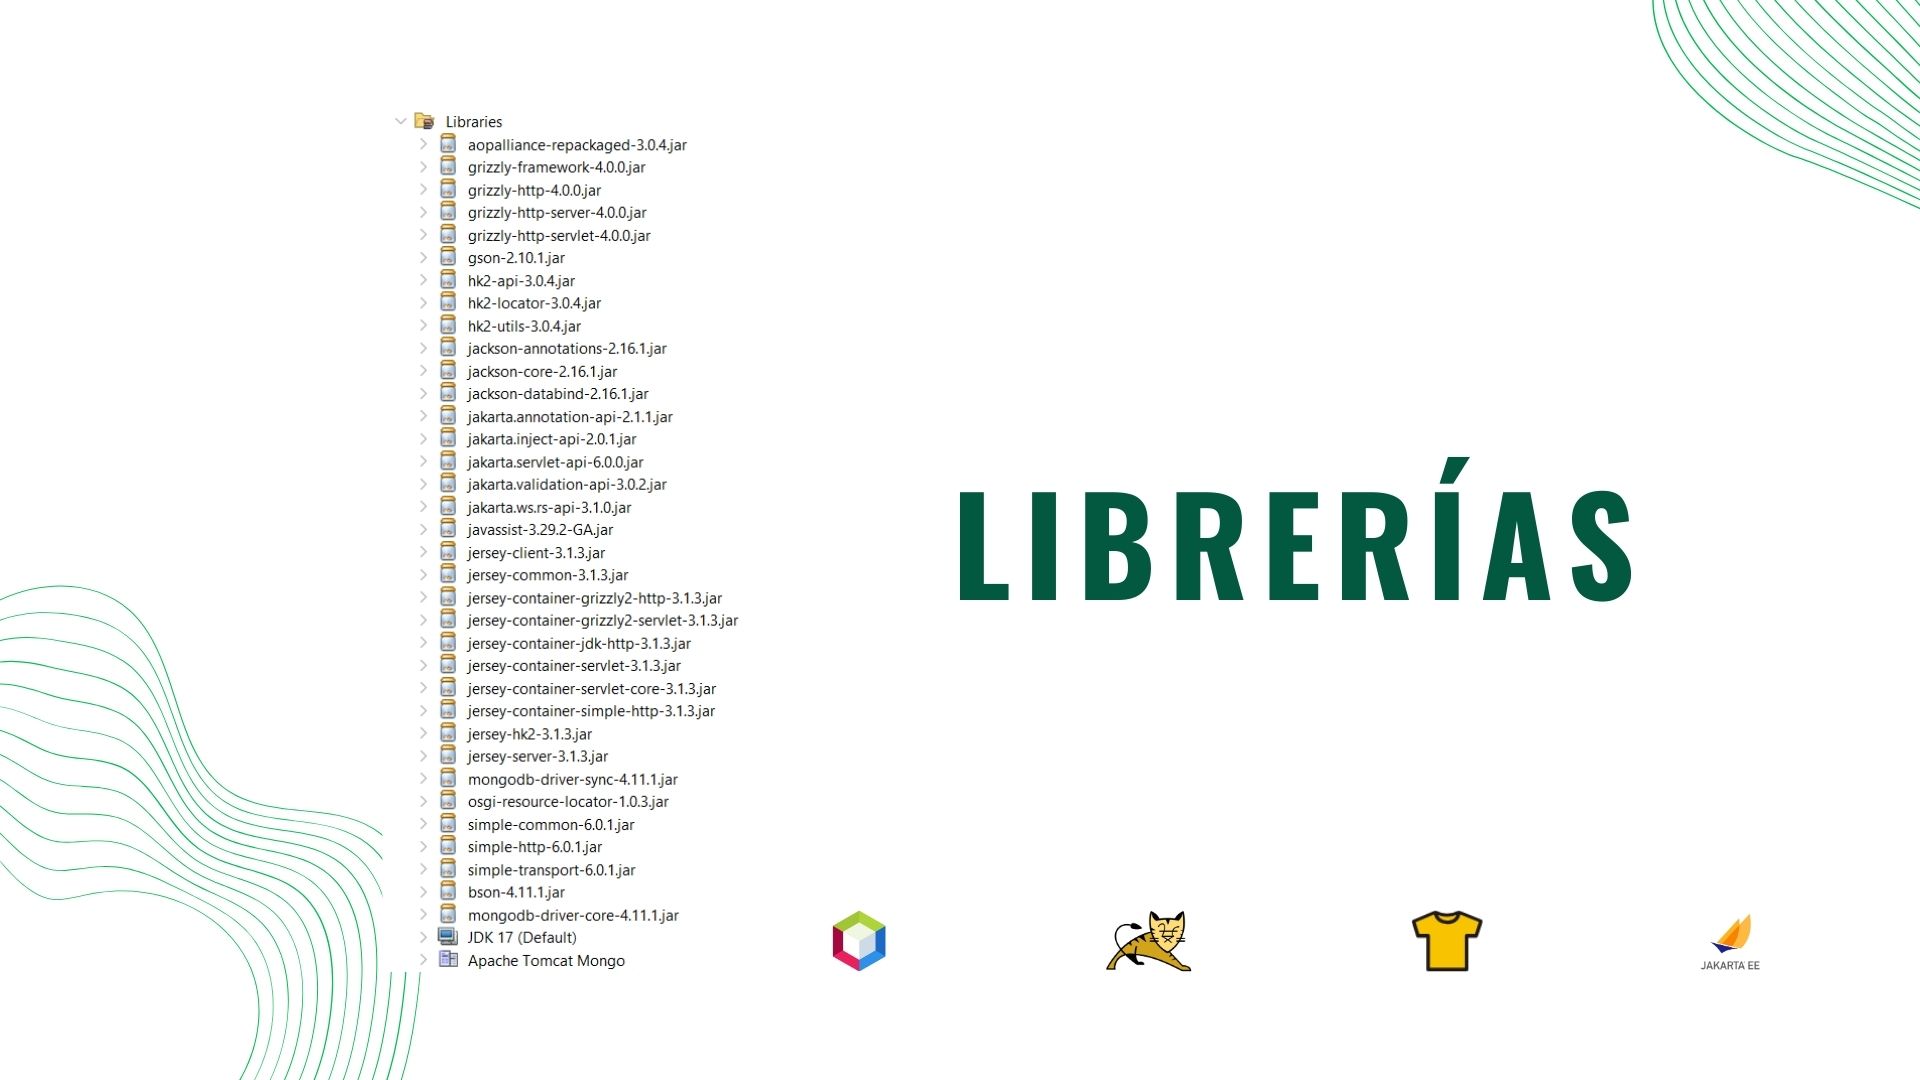 Libraries
aopalliance-repackaged-3.0.4.jar
grizzly-framework-4.0.0.jar
grizzly-http-4.0.0.jar
grizzly-http-server-4.0.0.jar
grizzly-http-servlet-4.0.0.jar
gson-2.10.1.jar
hk2-api-3.0.4.jar
hk2-locator-3.0.4.jar
hk2-utils-3.0.4.jar
jackson-annotations-2.16.1.jar
jackson-core-2.16.1.jar
jackson-databind-2.16.1.jar
jakarta.annotation-api-2.1.1.jar
jakarta.inject-api-2.0.1.jar
jakarta.servlet-api-6.0.0.jar
jakarta.validation-api-3.0.2.jar
jakarta.ws.rs-api-3.1.0.jar
javassist-3.29.2-GA.jar
jersey-client-3.1.3.jar
jersey-common-3.1.3.jar
jersey-container-grizzly2-http-3.1.3.jar
jersey-container-grizzly2-servlet-3.1.3.jar
jersey-container-jdk-http-3.1.3.jar
jersey-container-servlet-3.1.3.jar
jersey-container-servlet-core-3.1.3.jar
jersey-container-simple-http-3.1.3.jar
jersey-hk2-3.1.3.jar
jersey-server-3.1.3.jar
mongodb-driver-sync-4.11.1.jar
osgi-resource-locator-1.0.3.jar
simple-common-6.0.1.jar
simple-http-6.0.1.jar
simple-transport-6.0.1.jar
bson-4.11.1.jar
mongodb-driver-core-4.11.1.jar
JDK 17 (Default)
Apache Tomcat Mongo
LIBRERÍAS
JAKARTA EE